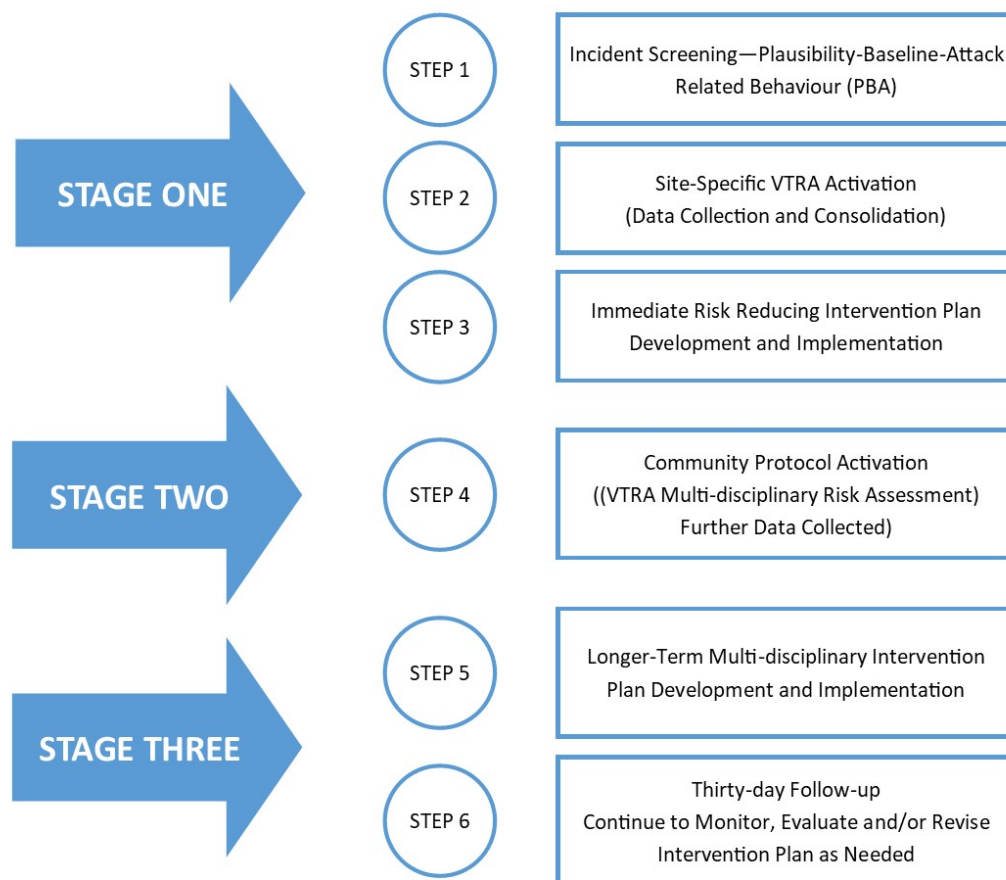 STAGE ONE
STEP 1
Incident Screening—Plausibility-Baseline-Attack
Related Behaviour (PBA)
STEP 2
Site-Specific VTRA Activation
(Data Collection and Consolidation)
STEP 3
Immediate Risk Reducing Intervention Plan
Development and Implementation
STAGE TWO
STEP 4
Community Protocol Activation
((VTRA Multi-disciplinary Risk Assessment)
Further Data Collected)
STAGE THREE
STEP 5
Longer-Term Multi-disciplinary Intervention
Plan Development and Implementation
STEP 6
Thirty-day Follow-up
Continue to Monitor, Evaluate and/or Revise
Intervention Plan as Needed